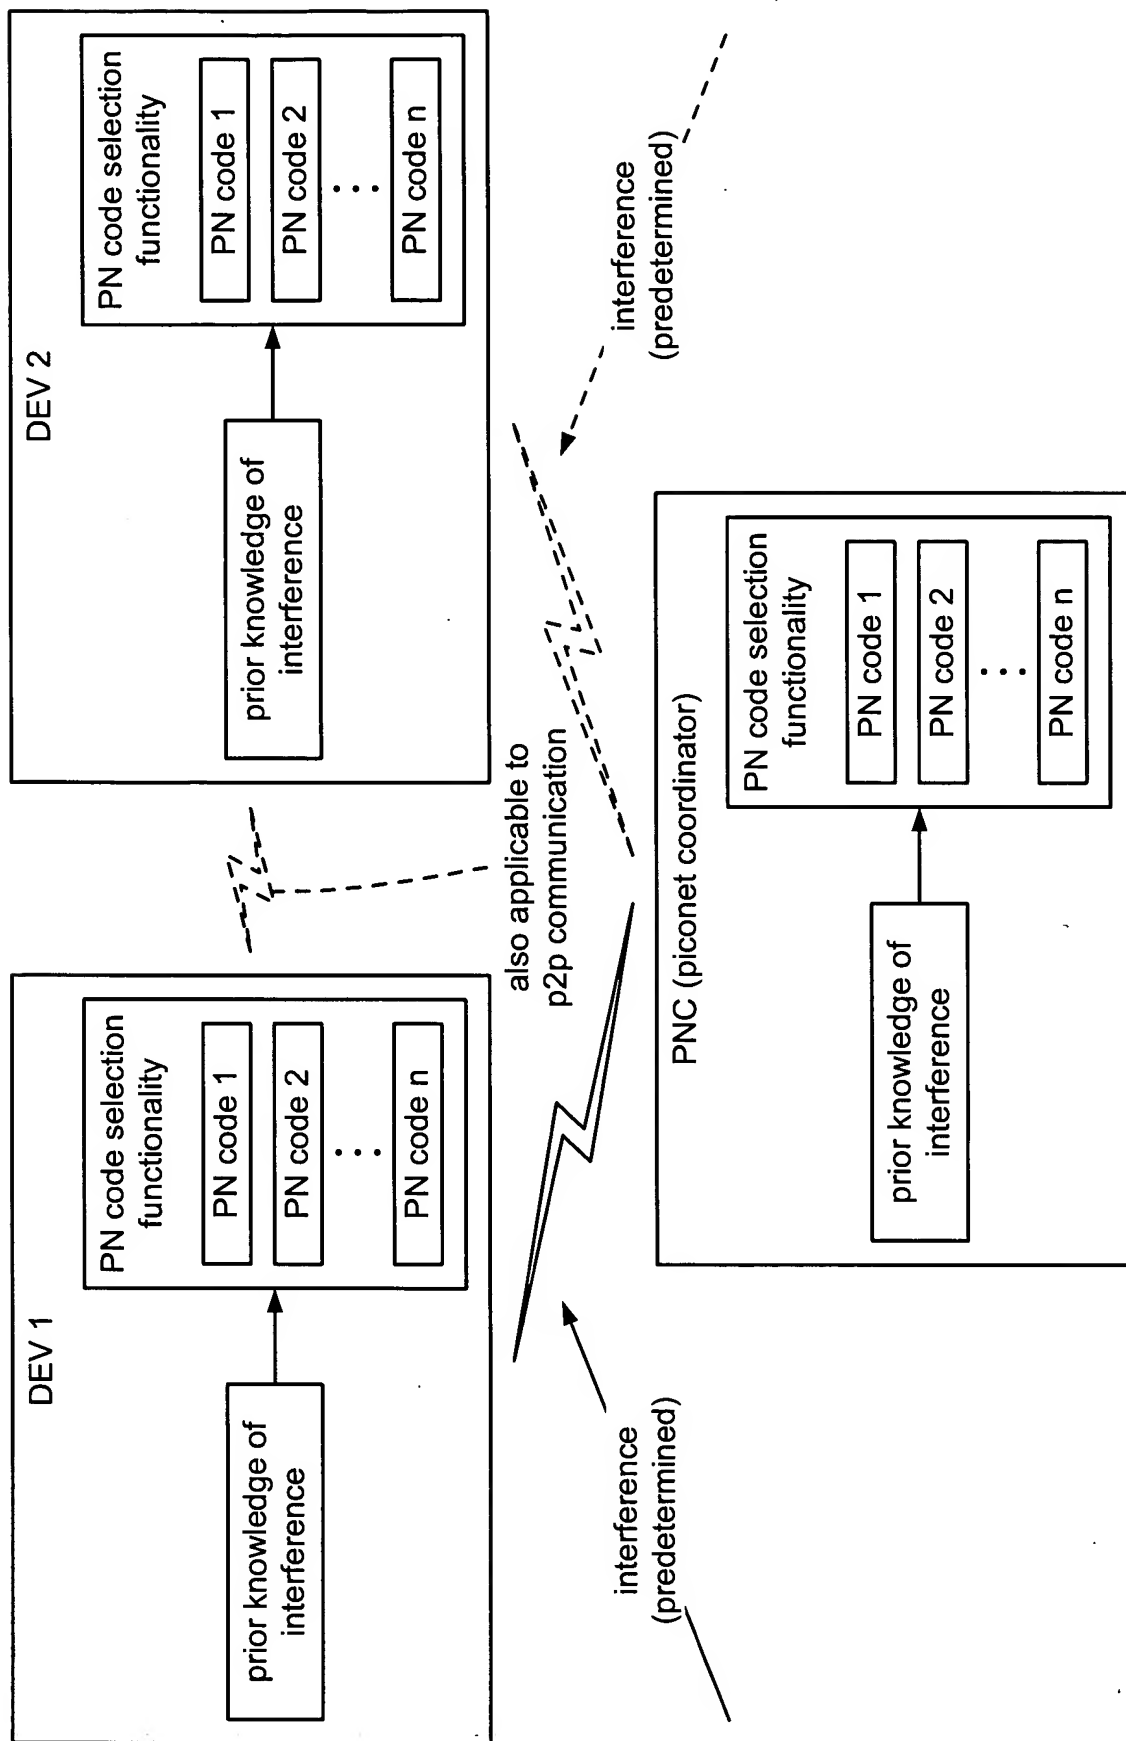 DEV 1
prior knowledge of
interference
PN code selection
functionality
PN code 1
PN code 2
PN code n
DEV 2
prior knowledge of
interference
PN code selection
functionality
PN code 1
PN code 2
PN code n
also applicable to
p2p communication
interference
(predetermined)
interference
(predetermined)
PNC (piconet coordinator)
prior knowledge of
interference
PN code selection
functionality
PN code 1
PN code 2
PN code n